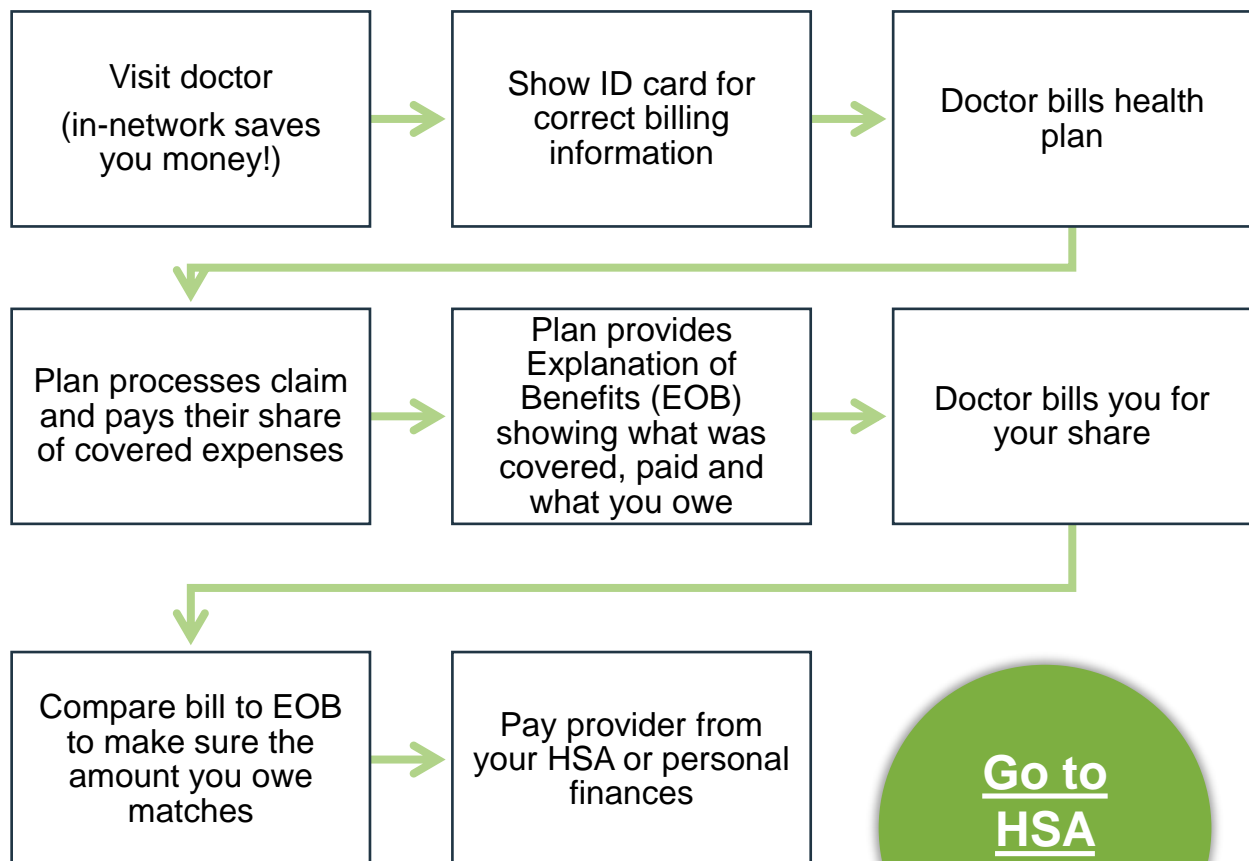 Visit doctor
(in-network saves
you money!)
Show ID card for
correct billing
information
Doctor bills health
plan
Plan processes claim
and pays their share
of covered expenses
Plan provides
Explanation of
Benefits (EOB)
showing what was
covered, paid and
what you owe
Doctor bills you for
your share
Compare bill to EOB
to make sure the
amount you owe
matches
Pay provider from
your HSA or personal
finances
Go to
HSA